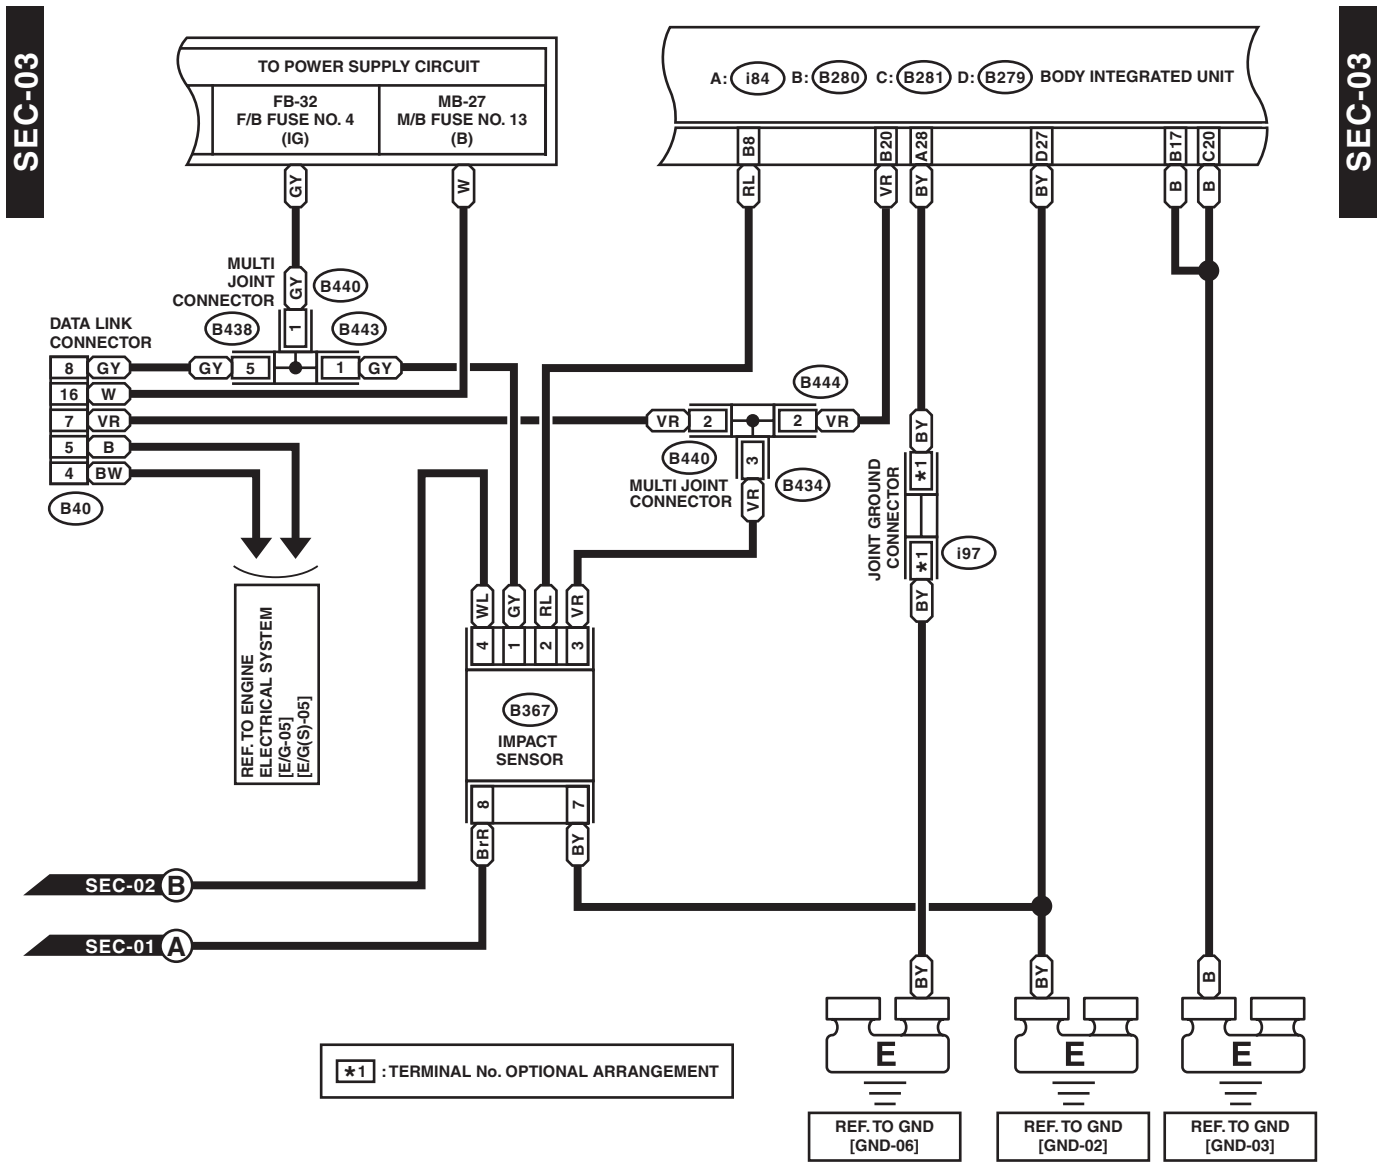 SEC-03
SEC-03
TO POWER SUPPLY CIRCUIT
FB-32
F/B FUSE NO. 4
(IG)
MB-27
M/B FUSE NO. 13
(B)
A: i84 B: B280 C: B281 D: B279 BODY INTEGRATED UNIT
B8
B20
A28
D27
B17
C20
GY
W
RL
VR
BY
BY
B
B
MULTI
JOINT
CONNECTOR
GY
B440
B438
1
B443
DATA LINK
CONNECTOR
8 GY
GY 5
1 GY
16 W
7 VR
5 B
4 BW
B40
B444
VR 2
2 VR
B440
3
MULTI JOINT
CONNECTOR
B434
VR
BY
*1
JOINT GROUND
CONNECTOR
*1
i97
BY
REF. TO ENGINE
ELECTRICAL SYSTEM
[E/G-05]
[E/G(S)-05]
WL
GY
RL
VR
4
1
2
3
B367
IMPACT
SENSOR
8
7
BrR
BY
SEC-02 B
SEC-01 A
BY
BY
B
E
E
E
*1 : TERMINAL No. OPTIONAL ARRANGEMENT
REF. TO GND
[GND-06]
REF. TO GND
[GND-02]
REF. TO GND
[GND-03]